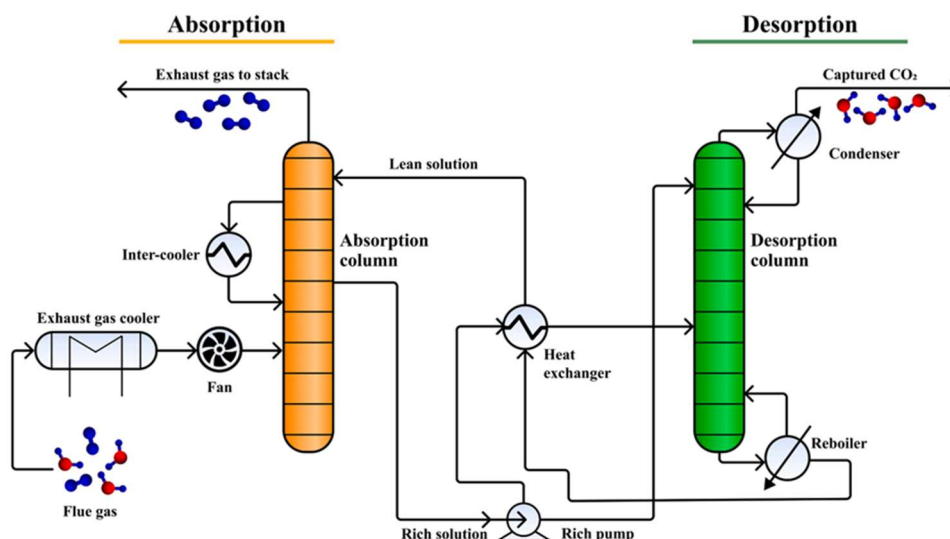 Absorption
Desorption
Exhaust gas to stack
Captured CO₂
Lean solution
Condenser
Inter-cooler
Absorption
column
Desorption
column
Exhaust gas cooler
Fan
Heat
exchanger
Reboiler
Flue gas
Rich solution
Rich pump